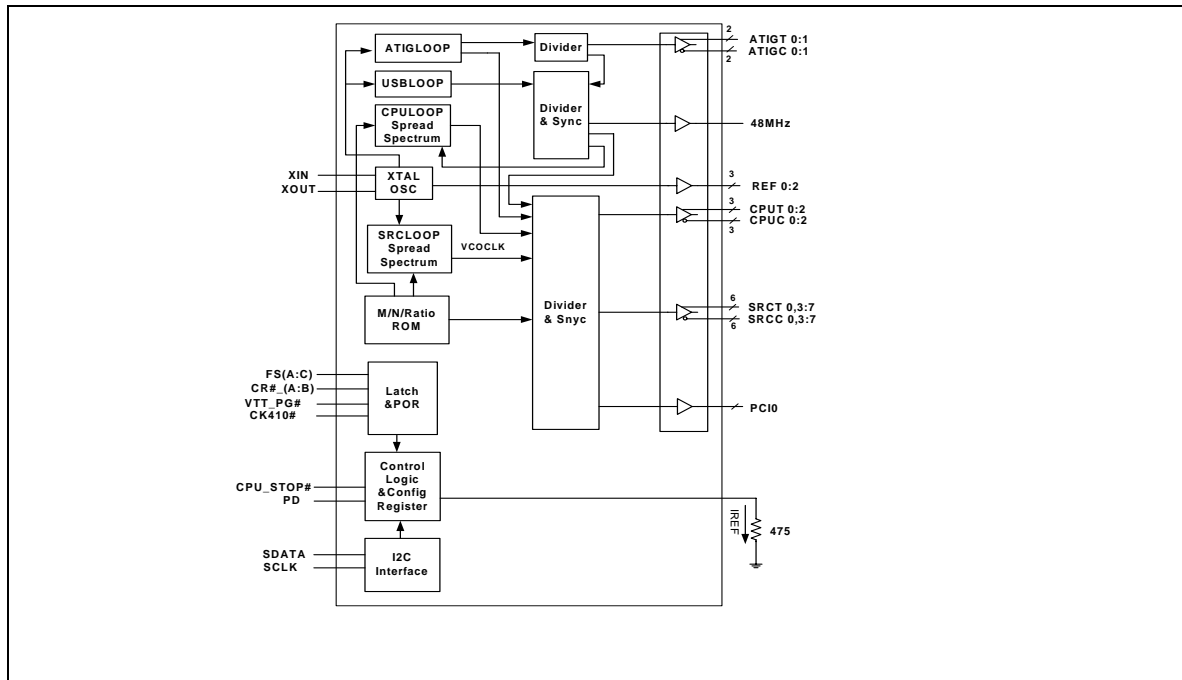 ATIGLOOP
Divider
2
ATIGT 0:1
ATIGC 0:1
2
USBLOOP
Divider
& Sync
CPULOOP
Spread
Spectrum
48MHz
XIN
XOUT
XTAL
OSC
3
REF 0:2
3
CPUT 0:2
CPUC 0:2
3
SRCLOOP
Spread
Spectrum
VCOCLK
M/N/Ratio
ROM
Divider
& Snyc
6
SRCT 0,3:7
SRCC 0,3:7
6
FS(A:C)
CR#_(A:B)
VTT_PG#
CK410#
Latch
&POR
PCI0
CPU_STOP#
PD
Control
Logic
&Config
Register
IREF
475
SDATA
SCLK
I2C
Interface